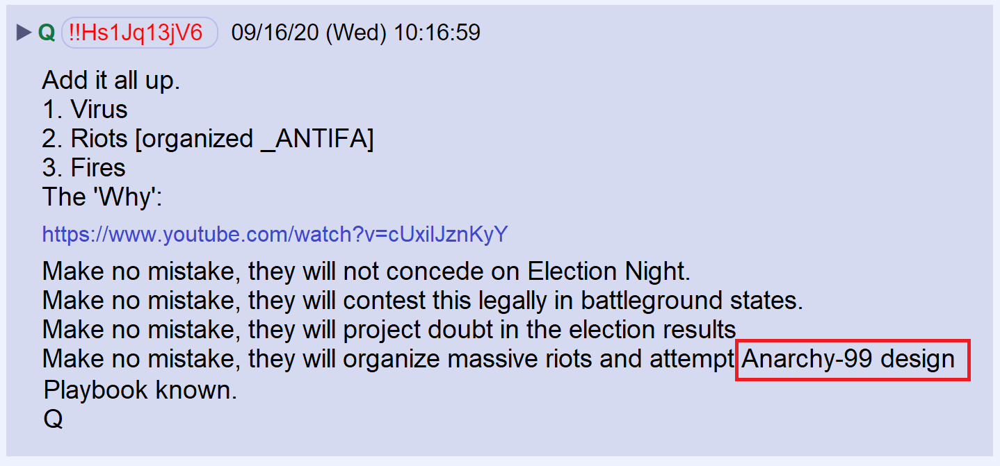 ▶ Q !!Hs1Jq13jV6 09/16/20 (Wed) 10:16:59
Add it all up.
1. Virus
2. Riots [organized _ANTIFA]
3. Fires
The 'Why':
https://www.youtube.com/watch?v=cUxilJznKyY
Make no mistake, they will not concede on Election Night.
Make no mistake, they will contest this legally in battleground states.
Make no mistake, they will project doubt in the election results
Make no mistake, they will organize massive riots and attempt Anarchy-99 design
Playbook known.
Q